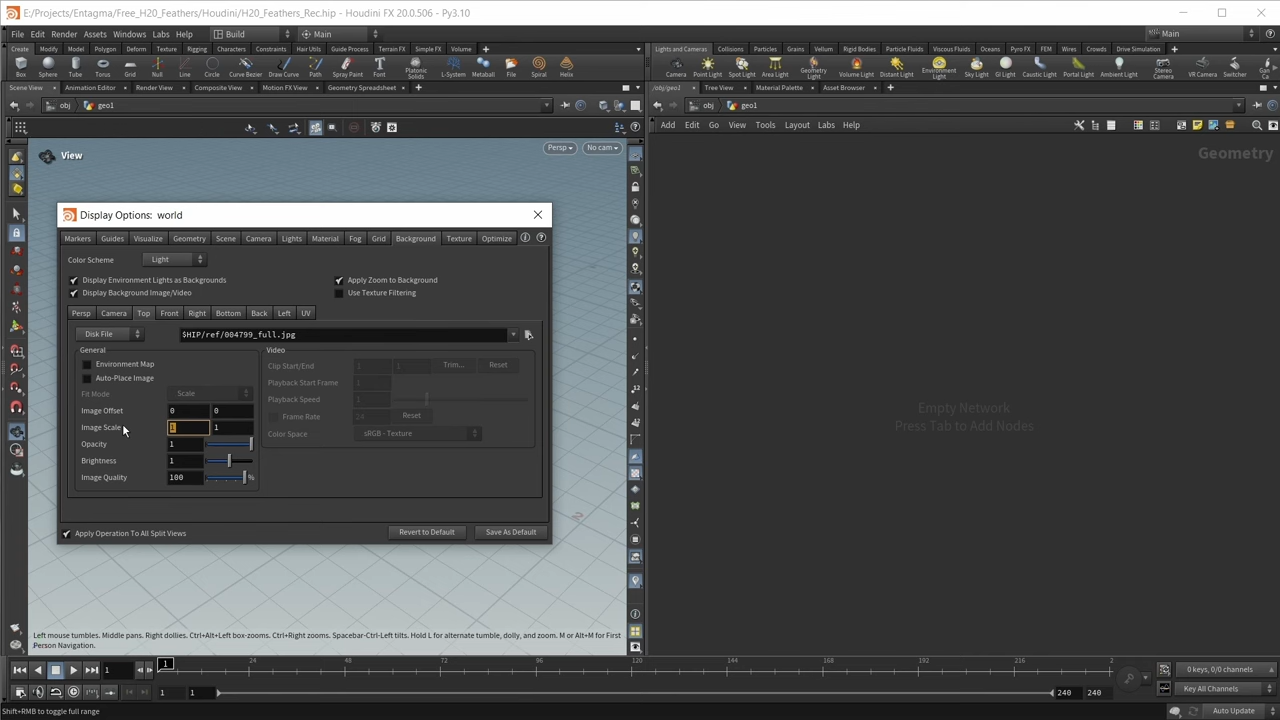 E:/Projects/Entagma/Free_H20_Feathers/Houdini/H20_Feathers_Rec.hip - Houdini FX 20.0.506 - Py3.10
File Edit Render Assets Windows Labs Help Build Main Main
Create Modify Model Polygon Deform Texture Rigging Characters Constraints Hair Utils Guide Process Terrain FX Simple FX Volume
Lights and Cameras Collisions Particles Grains Vellum Rigid Bodies Particle Fluids Viscous Fluids Oceans Pyro FX FEM Wires Crowds Drive Simulation
Box Sphere Tube Torus Grid Null Line Circle Curve Bezier Draw Curve Path Spray Paint Font Platonic Solids L-System Metaball File Spiral Helix
Camera Point Light Spot Light Area Light Geometry Light Volume Light Distant Light Environment Light Sky Light GI Light Caustic Light Portal Light Ambient Light Stereo Camera VR Camera Switcher
Scene View Animation Editor Render View Composite View Motion FX View Geometry Spreadsheet
/obj/geo1 Tree View Material Palette Asset Browser
obj geo1
obj geo1
Add Edit Go View Tools Layout Labs Help
View
Persp No cam
Geometry
Display Options: world
Markers Guides Visualize Geometry Scene Camera Lights Material Fog Grid Background Texture Optimize
Color Scheme Light
Display Environment Lights as Backgrounds Apply Zoom to Background
Display Background Image/Video Use Texture Filtering
Persp Camera Top Front Right Bottom Back Left UV
Disk File $HIP/ref/004799_full.jpg
General Video
Environment Map Clip Start/End 1 1 Trim... Reset
Auto-Place Image Playback Start Frame 1
Fit Mode Scale Playback Speed 1
Image Offset 0 0 Frame Rate 24 Reset
Image Scale 1 1 Color Space sRGB - Texture
Opacity 1
Brightness 1
Image Quality 100 %
Apply Operation To All Split Views Revert to Default Save As Default
Empty Network
Press Tab to Add Nodes
Left mouse tumbles. Middle pans. Right dollies. Ctrl+Alt+Left box-zooms. Ctrl+Right zooms. Spacebar-Ctrl-Left tilts. Hold L for alternate tumble, dolly, and zoom. M or Alt+M for First
Person Navigation.
1 1 24 48 72 96 120 144 168 192 216 2
0 keys, 0/0 channels
1 1 240 240 Key All Channels
Shift+RMB to toggle full range Auto Update